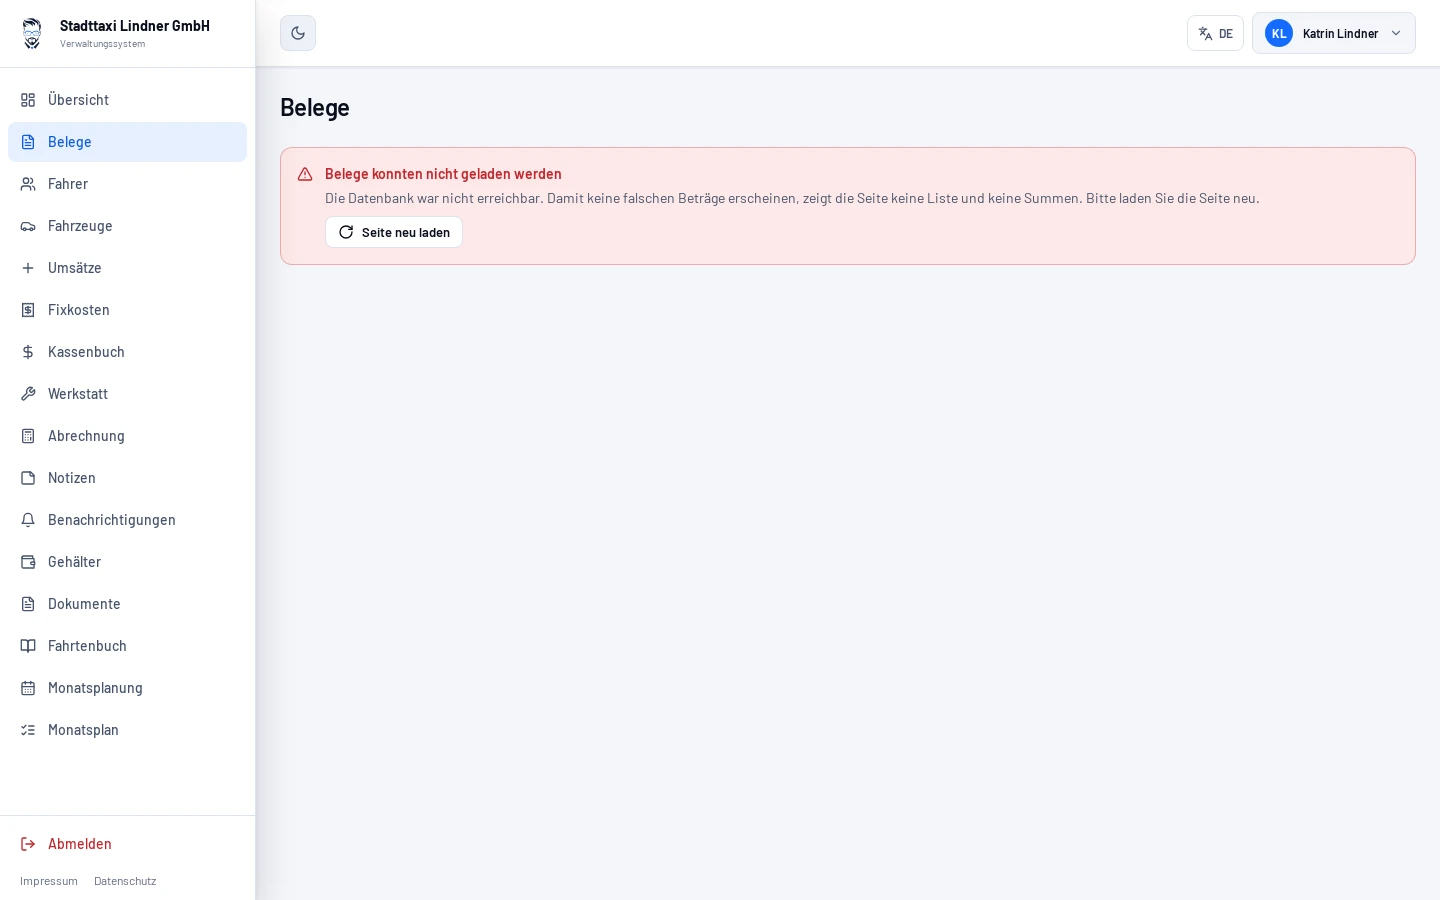 Stadttaxi Lindner GmbH
Verwaltungssystem
DE
KL
Katrin Lindner
Übersicht
Belege
Fahrer
Fahrzeuge
Umsätze
Fixkosten
Kassenbuch
Werkstatt
Abrechnung
Notizen
Benachrichtigungen
Gehälter
Dokumente
Fahrtenbuch
Monatsplanung
Monatsplan
Abmelden
Impressum
Datenschutz
Belege
Belege konnten nicht geladen werden
Die Datenbank war nicht erreichbar. Damit keine falschen Beträge erscheinen, zeigt die Seite keine Liste und keine Summen. Bitte laden Sie die Seite neu.
Seite neu laden